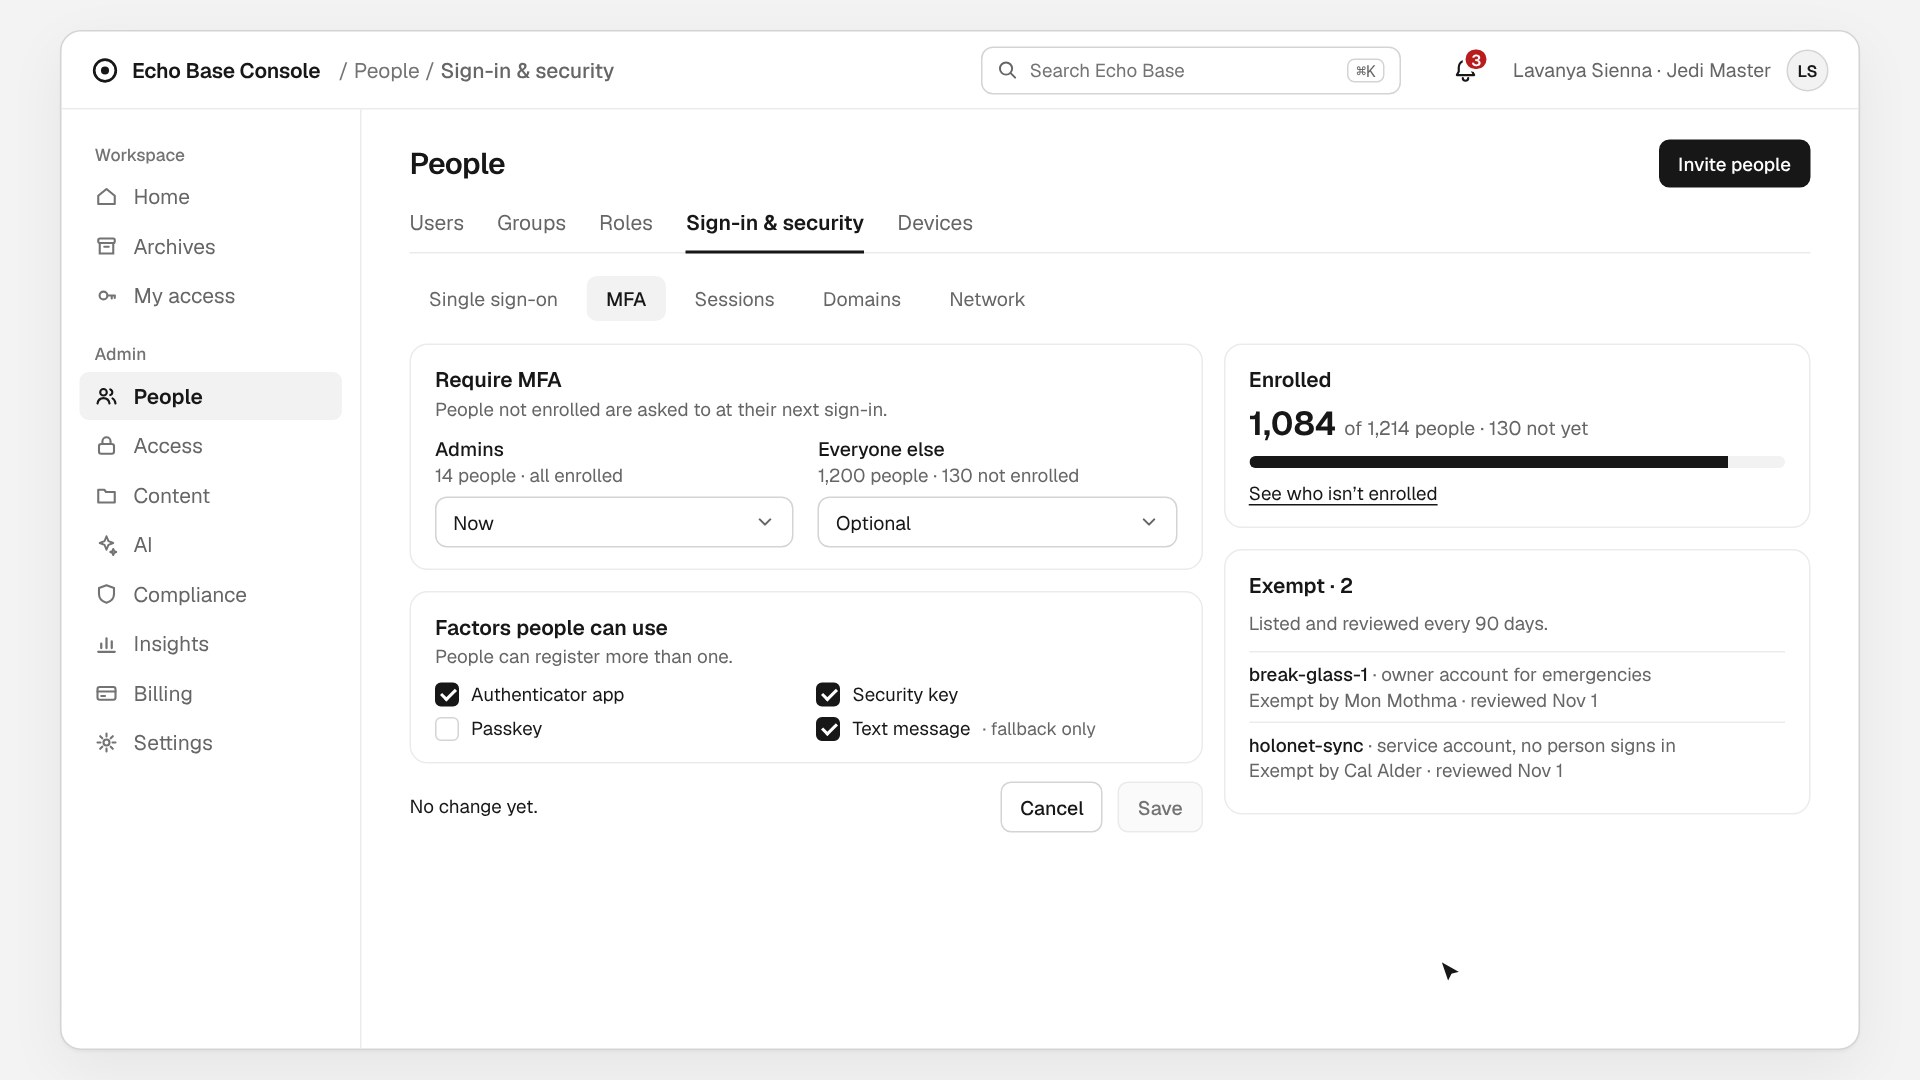 Echo Base Console / People / Sign-in & security
Search Echo Base ⌘K
3
Lavanya Sienna · Jedi Master LS
Workspace
Home
Archives
My access
Admin
People
Access
Content
AI
Compliance
Insights
Billing
Settings
People
Invite people
Users Groups Roles Sign-in & security Devices
Single sign-on MFA Sessions Domains Network
Require MFA
People not enrolled are asked to at their next sign-in.
Admins
14 people · all enrolled
Now
Everyone else
1,200 people · 130 not enrolled
Optional
Factors people can use
People can register more than one.
Authenticator app
Security key
Passkey
Text message · fallback only
No change yet.
Cancel
Save
Enrolled
1,084 of 1,214 people · 130 not yet
See who isn’t enrolled
Exempt · 2
Listed and reviewed every 90 days.
break-glass-1 · owner account for emergencies
Exempt by Mon Mothma · reviewed Nov 1
holonet-sync · service account, no person signs in
Exempt by Cal Alder · reviewed Nov 1